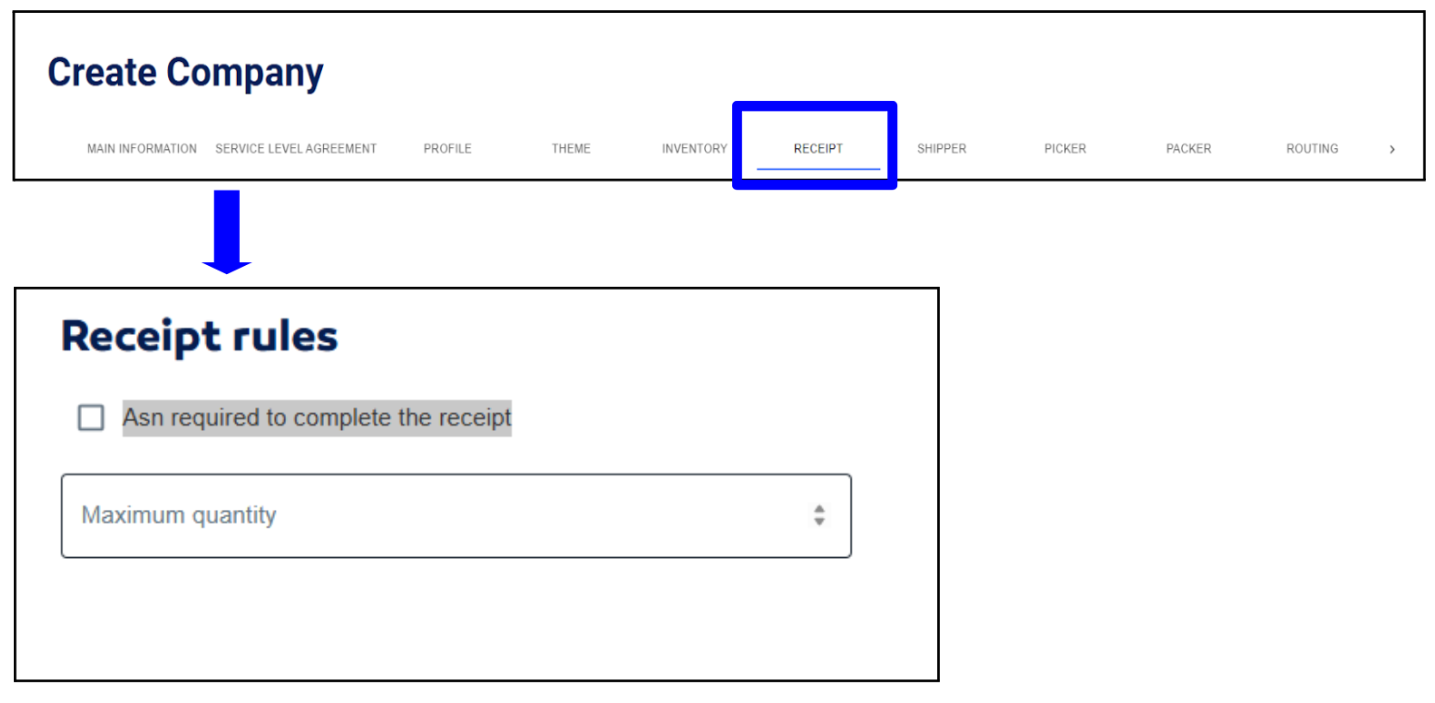 Create Company
MAIN INFORMATION SERVICE LEVEL AGREEMENT PROFILE THEME INVENTORY RECEIPT SHIPPER PICKER PACKER ROUTING >
Receipt rules
Asn required to complete the receipt
Maximum quantity